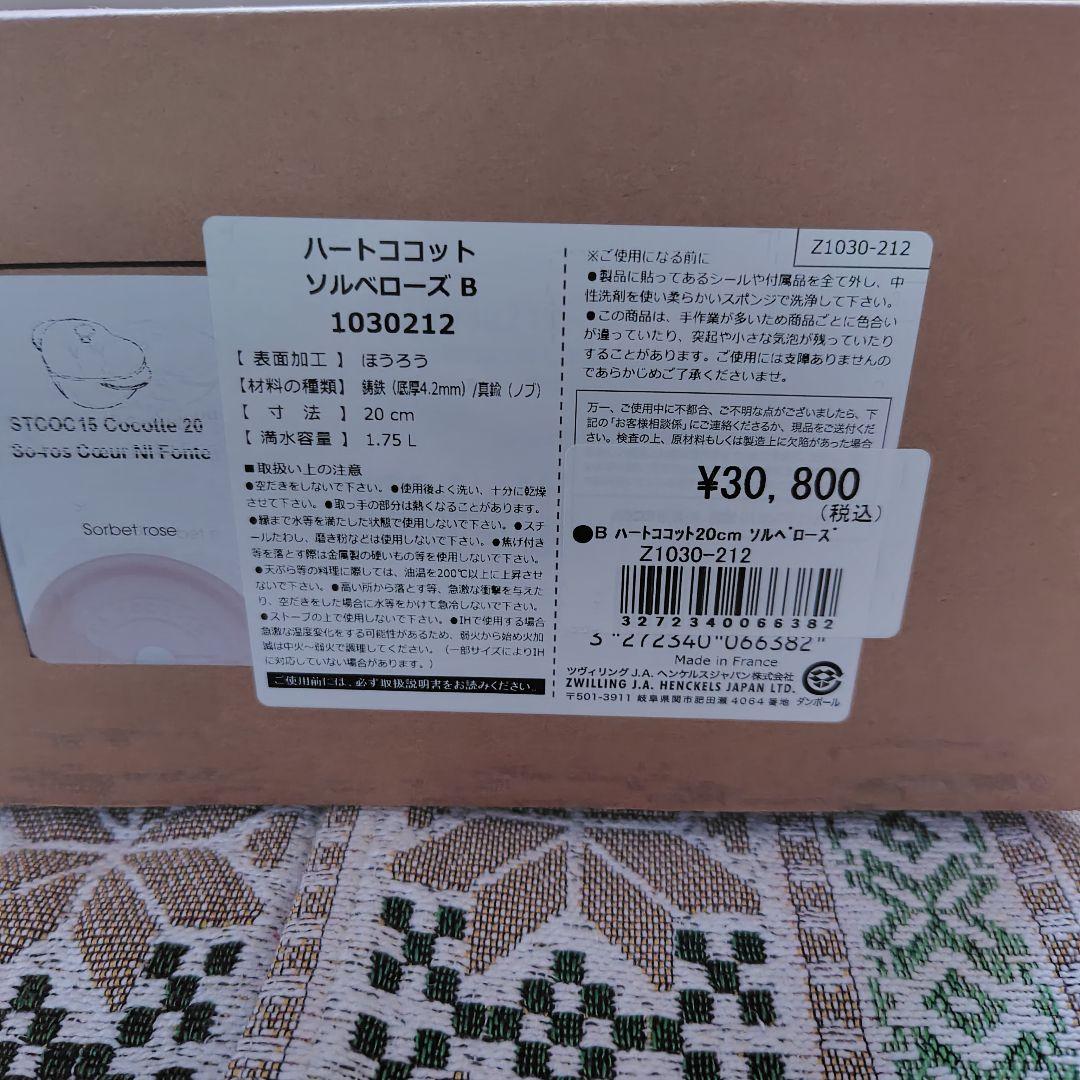 STCOC15 Cocotte 20
So-ros Cœur NI Fonte
Sorbet rose
ハートココット
ソルベローズ B
1030212
【 表面加工 】 ほうろう
【材料の種類】 鋳鉄（底厚4.2mm）/真鍮（ノブ）
【 寸 法 】 20 cm
【 満水容量 】 1.75 L
■取扱い上の注意
●空だきをしないで下さい。●使用後よく洗い、十分に乾燥
させて下さい。●取っ手の部分は熱くなることがあります。
●縁まで水等を満たした状態で使用しないで下さい。●スチ
ールたわし、磨き粉などは使用しないで下さい。●焦げ付き
等を落とす際は金属製の硬いもの等を使用しないで下さい。
●天ぷら等の料理に際しては、油温を200℃以上に上昇させ
ないで下さい。●高い所から落とす等、急激な衝撃を与えた
り、空だきをした場合に水等をかけて急冷しないで下さい。
●ストーブの上で使用しないで下さい。●IHで使用する場合
急激な温度変化をする可能性があるため、弱火から始め火加
減は中火～弱火で調理してください。（一部サイズによりIH
に対応していない場合があります。）
ご使用前には、必ず取扱説明書をお読みください。
Z1030-212
※ご使用になる前に
●製品に貼ってあるシールや付属品を全て外し、中
性洗剤を使い柔らかいスポンジで洗浄して下さい。
●この商品は、手作業が多いため商品ごとに色合い
が違っていたり、突起や小さな気泡が残っていたり
することがあります。ご使用には支障ありませんの
であらかじめご了承くださいませ。
万一、ご使用中に不都合、ご不明な点がございましたら、下
記の「お客様相談係」にご連絡くださるか、現品をご送付くだ
さい。検査の上、原材料もしくは製造上に欠陥があった場合
¥30,800
（税込）
●B ハートココット20cm ソルベローズ
Z1030-212
3272340066382
3 "272340"066382"
Made in France
ツヴィリング J.A. ヘンケルスジャパン株式会社
ZWILLING J.A. HENCKELS JAPAN LTD.
〒501-3911 岐阜県関市肥田瀬 4064 番地
ダンボール